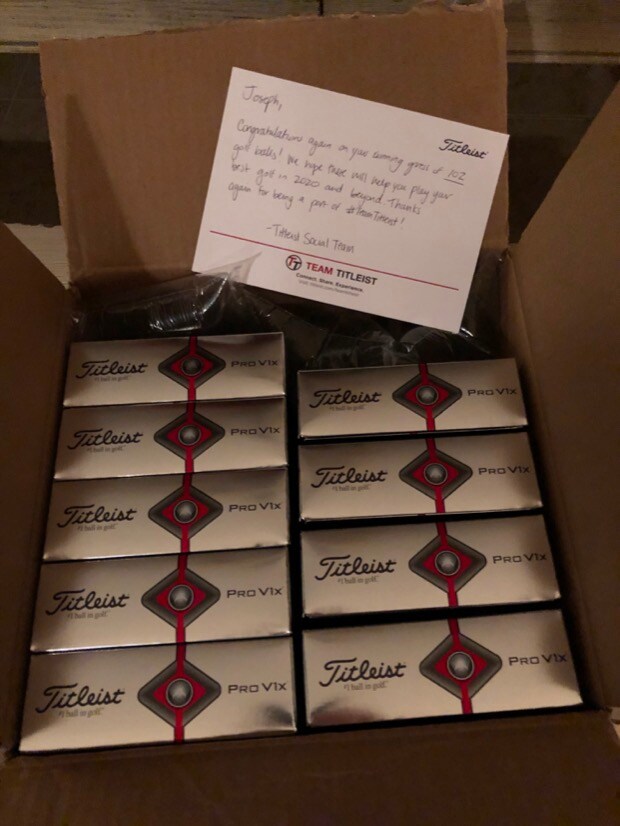 Joseph,
Titleist
Congratulations again on your winning guess of 102
golf balls! We hope these will help you play your
best golf in 2020 and beyond. Thanks
again for being a part of #TeamTitleist!
-Titleist Social Team
TT TEAM TITLEIST
Connect. Share. Experience.
Titleist PRO V1x
#1 ball in golf.
Titleist PRO V1x
#1 ball in golf.
Titleist PRO V1x
#1 ball in golf.
Titleist PRO V1x
#1 ball in golf.
Titleist PRO V1x
#1 ball in golf.
Titleist PRO V1x
#1 ball in golf.
Titleist PRO V1x
#1 ball in golf.
Titleist PRO V1x
#1 ball in golf.
Titleist PRO V1x
#1 ball in golf.